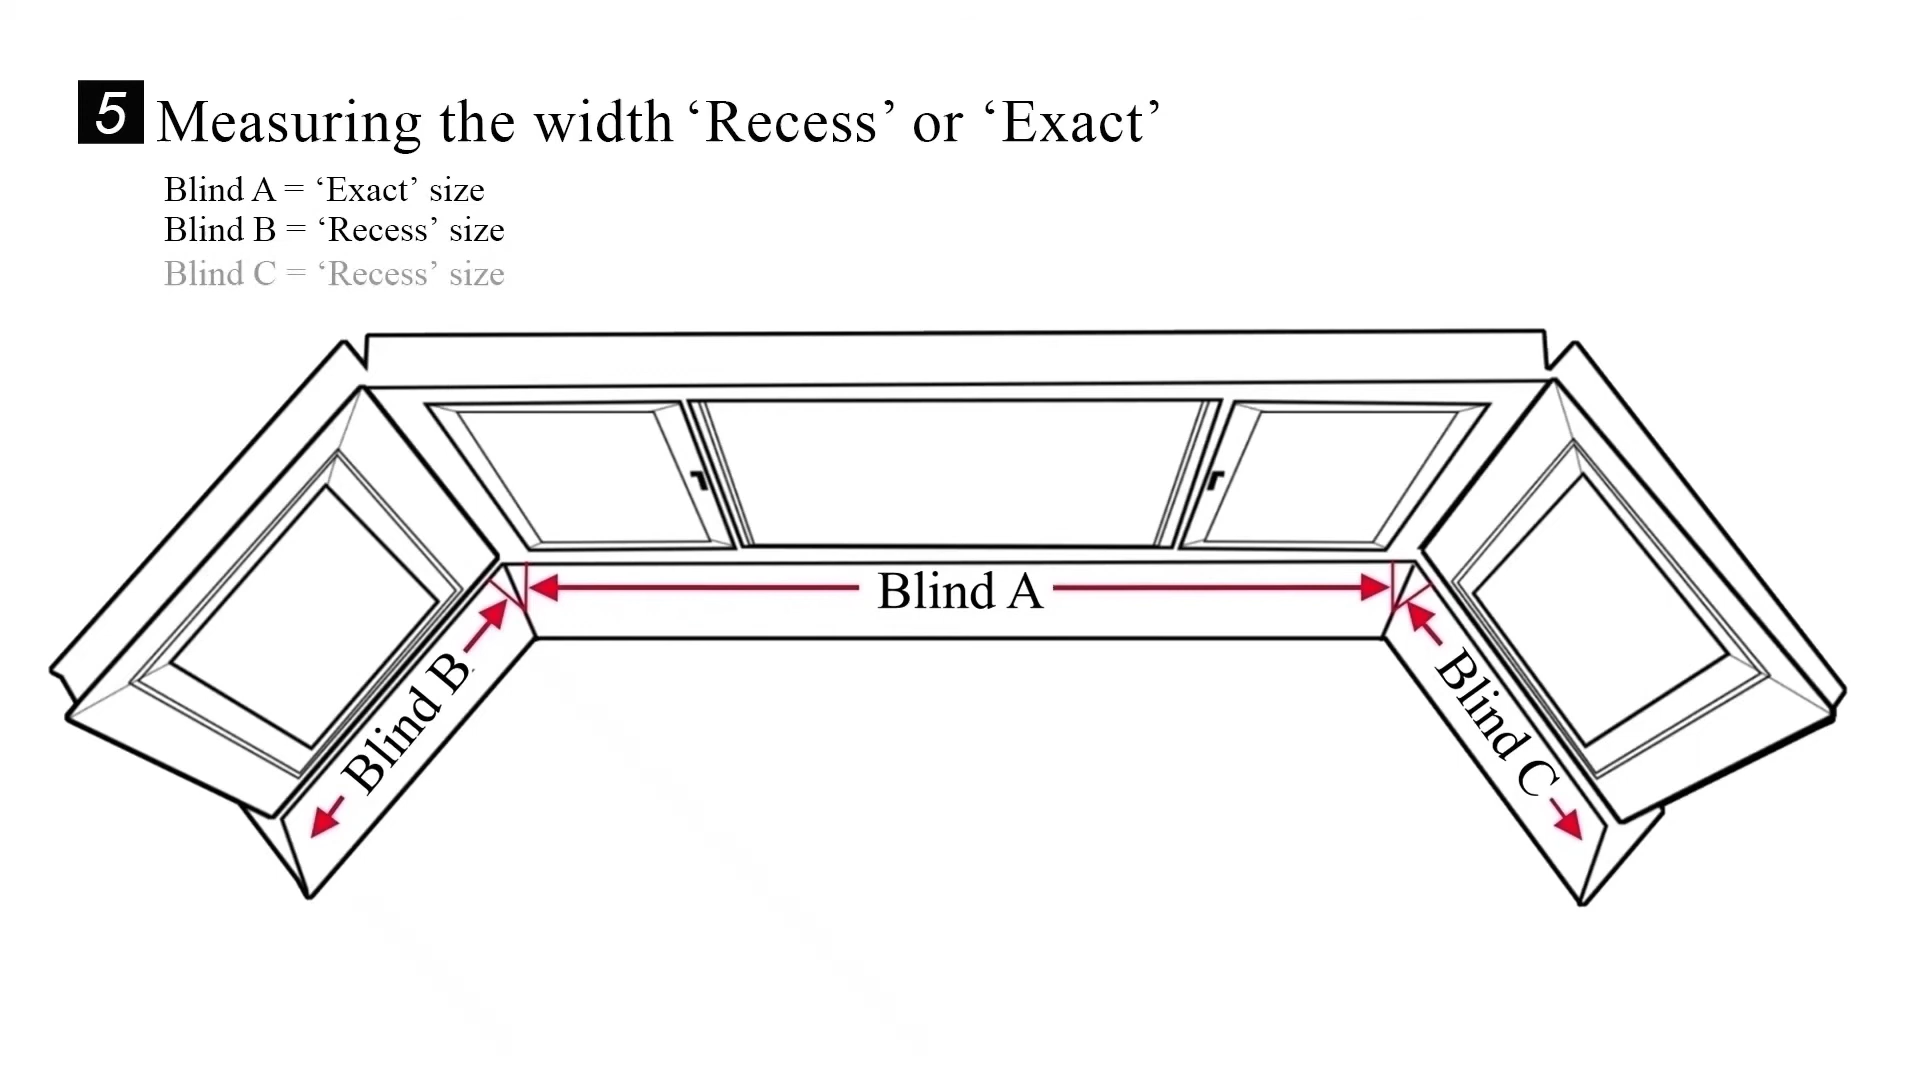 5 Measuring the width ‘Recess’ or ‘Exact’
Blind A = ‘Exact’ size
Blind B = ‘Recess’ size
Blind C = ‘Recess’ size
Blind A
Blind B
Blind C